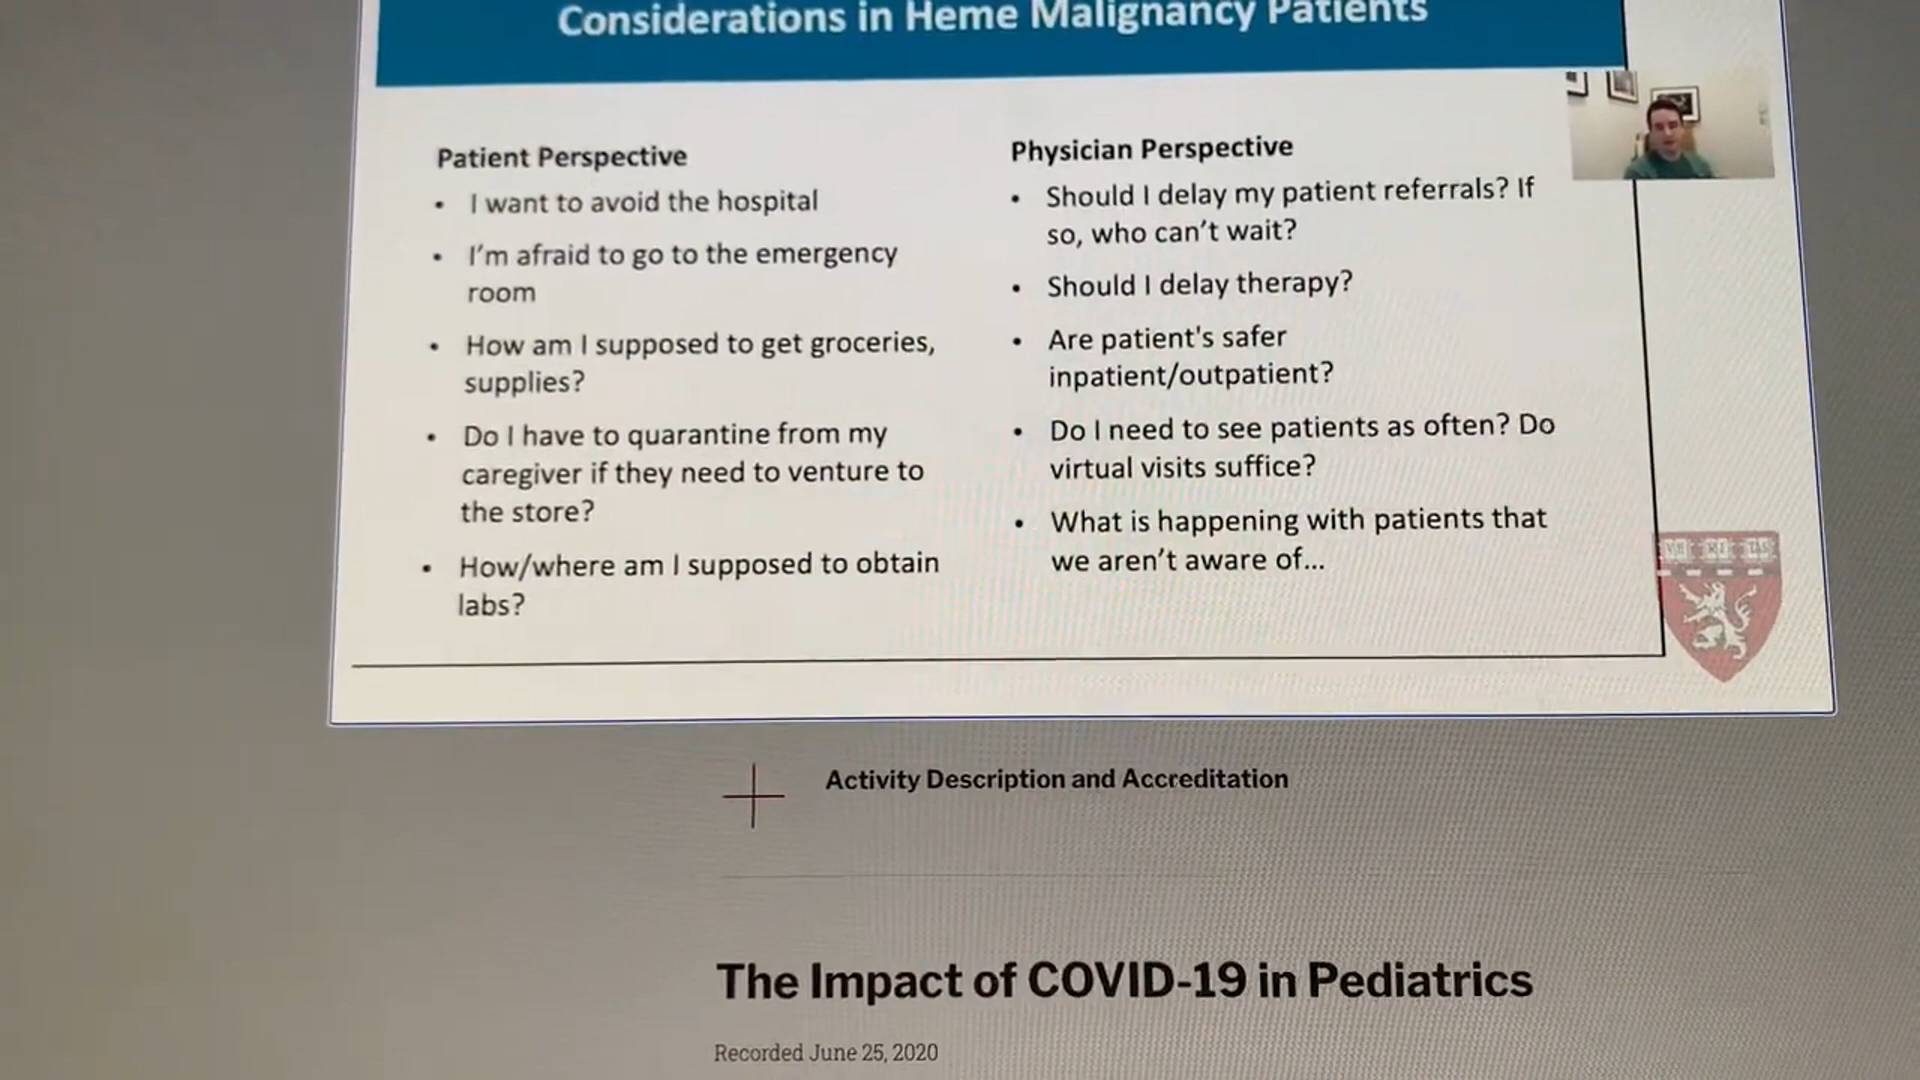 Considerations in Heme Malignancy Patients
Patient Perspective
• I want to avoid the hospital
• I'm afraid to go to the emergency
room
• How am I supposed to get groceries,
supplies?
• Do I have to quarantine from my
caregiver if they need to venture to
the store?
• How/where am I supposed to obtain
labs?
Physician Perspective
• Should I delay my patient referrals? If
so, who can't wait?
• Should I delay therapy?
• Are patient's safer
inpatient/outpatient?
• Do I need to see patients as often? Do
virtual visits suffice?
• What is happening with patients that
we aren't aware of...
VE RI TAS
Activity Description and Accreditation
The Impact of COVID-19 in Pediatrics
Recorded June 25, 2020